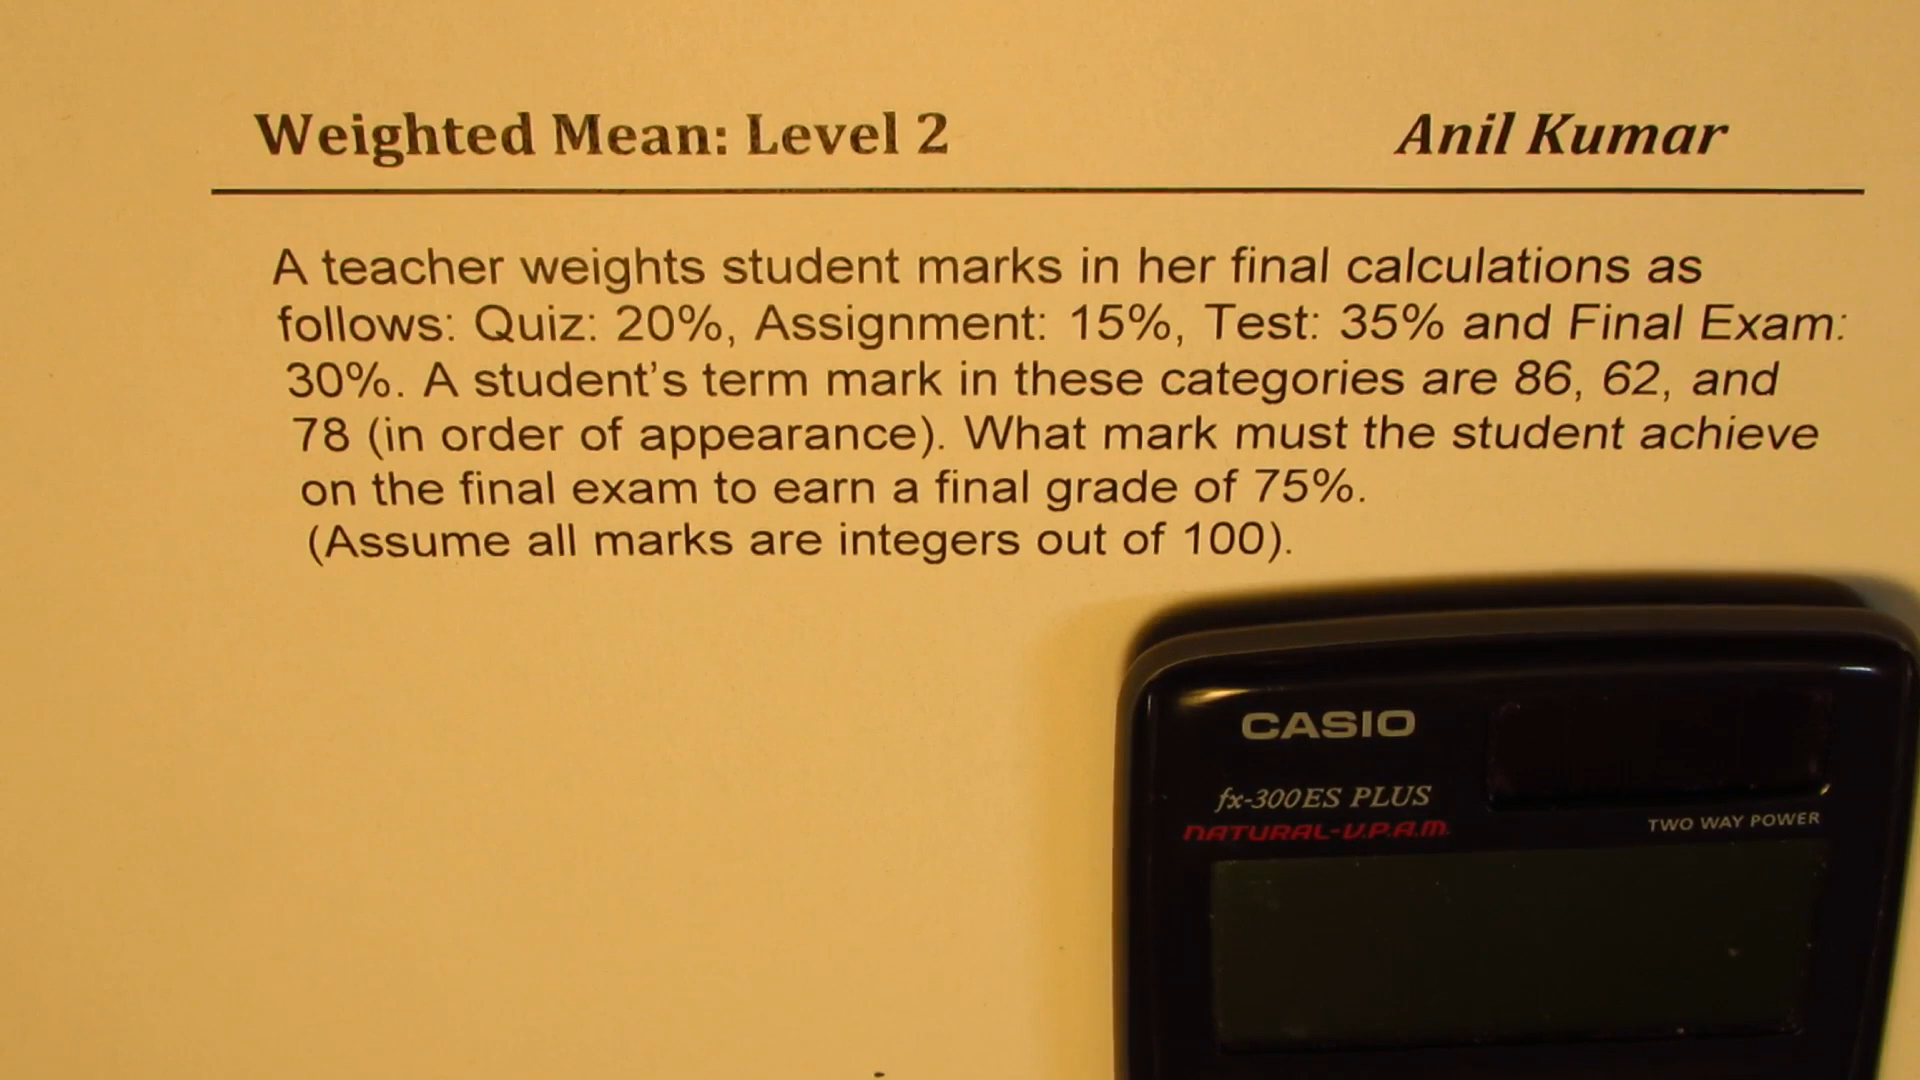 Weighted Mean: Level 2
Anil Kumar
A teacher weights student marks in her final calculations as
follows: Quiz: 20%, Assignment: 15%, Test: 35% and Final Exam:
30%. A student's term mark in these categories are 86, 62, and
78 (in order of appearance). What mark must the student achieve
on the final exam to earn a final grade of 75%.
(Assume all marks are integers out of 100).
CASIO
fx-300ES PLUS
NATURAL-V.P.A.M.
TWO WAY POWER